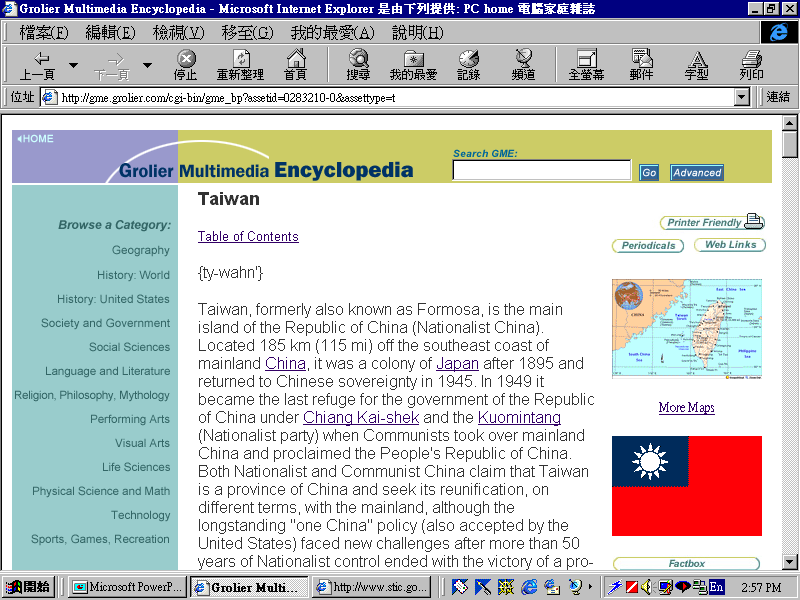 Grolier Multimedia Encyclopedia - Microsoft Internet Explorer 是由下列提供: PC home 電腦家庭雜誌
檔案(F) 編輯(E) 檢視(V) 移至(G) 我的最愛(A) 說明(H)
上一頁 下一頁 停止 重新整理 首頁 搜尋 我的最愛 記錄 頻道 全螢幕 郵件 字型 列印
網址 http://gme.grolier.com/cgi-bin/gme_bp?assetid=0283210-0&assettype=t 連結
HOME
Grolier Multimedia Encyclopedia
Search GME:
Go Advanced
Browse a Category:
Geography
History: World
History: United States
Society and Government
Social Sciences
Language and Literature
Religion, Philosophy, Mythology
Performing Arts
Visual Arts
Life Sciences
Physical Science and Math
Technology
Sports, Games, Recreation
Taiwan
Table of Contents
{ty-wahn'}
Taiwan, formerly also known as Formosa, is the main
island of the Republic of China (Nationalist China).
Located 185 km (115 mi) off the southeast coast of
mainland China, it was a colony of Japan after 1895 and
returned to Chinese sovereignty in 1945. In 1949 it
became the last refuge for the government of the Republic
of China under Chiang Kai-shek and the Kuomintang
(Nationalist party) when Communists took over mainland
China and proclaimed the People's Republic of China.
Both Nationalist and Communist China claim that Taiwan
is a province of China and seek its reunification, on
different terms, with the mainland, although the
longstanding "one China" policy (also accepted by the
United States) faced new challenges after more than 50
years of Nationalist control ended with the victory of a pro-
Printer Friendly
Periodicals Web Links
East China Sea
CHINA
South China Sea
Philippine Sea
More Maps
Factbox
開始 Microsoft PowerP... Grolier Multi... http://www.stic.go... En 2:57 PM